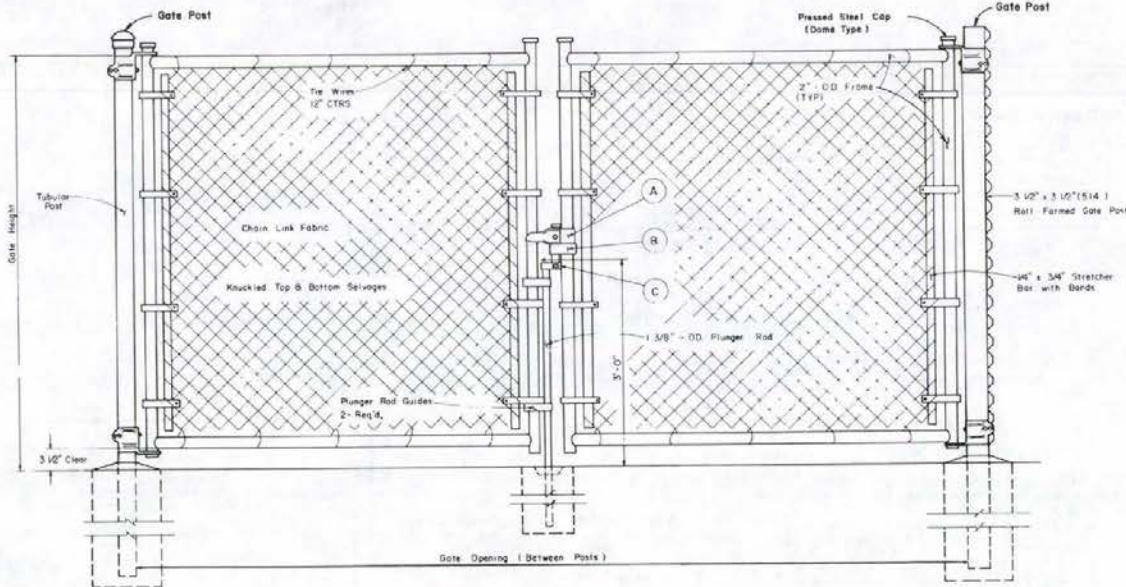 Gate Post
Pressed Steel Cap
(Dome Type)
Gate Post
Tie Wires
12" CTRS
2" - O.D. Frame
(TYP)
Gate Height
Tubular
Post
A
3 1/2" x 3 1/2" (514)
Roll Formed Gate Post
Chain Link Fabric
B
Knuckled Top & Bottom Selvages
C
1/4" x 3/4" Stretcher
Bar with Bands
1 3/8" - O.D. Plunger Rod
3'-0"
Plunger Rod Guides
2- Req'd.
3 1/2" Clear
Gate Opening (Between Posts)